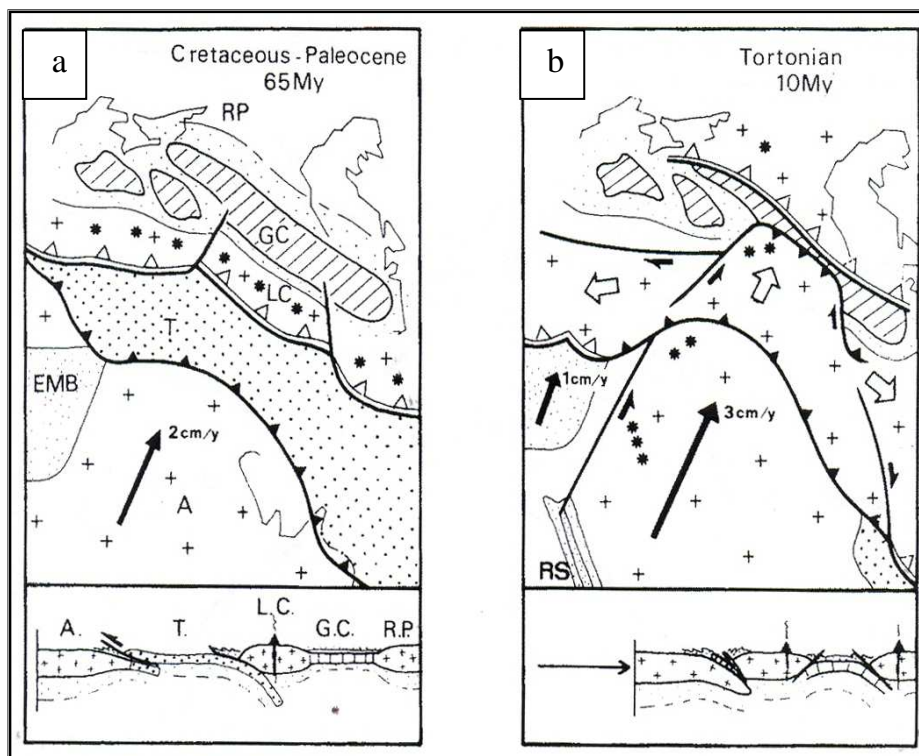 a
Cretaceous - Paleocene
65My
RP
GC
LC
T
EMB
2cm/y
A
A.
T.
L.C.
G.C.
R.P.
b
Tortonian
10My
1cm/y
3cm/y
RS